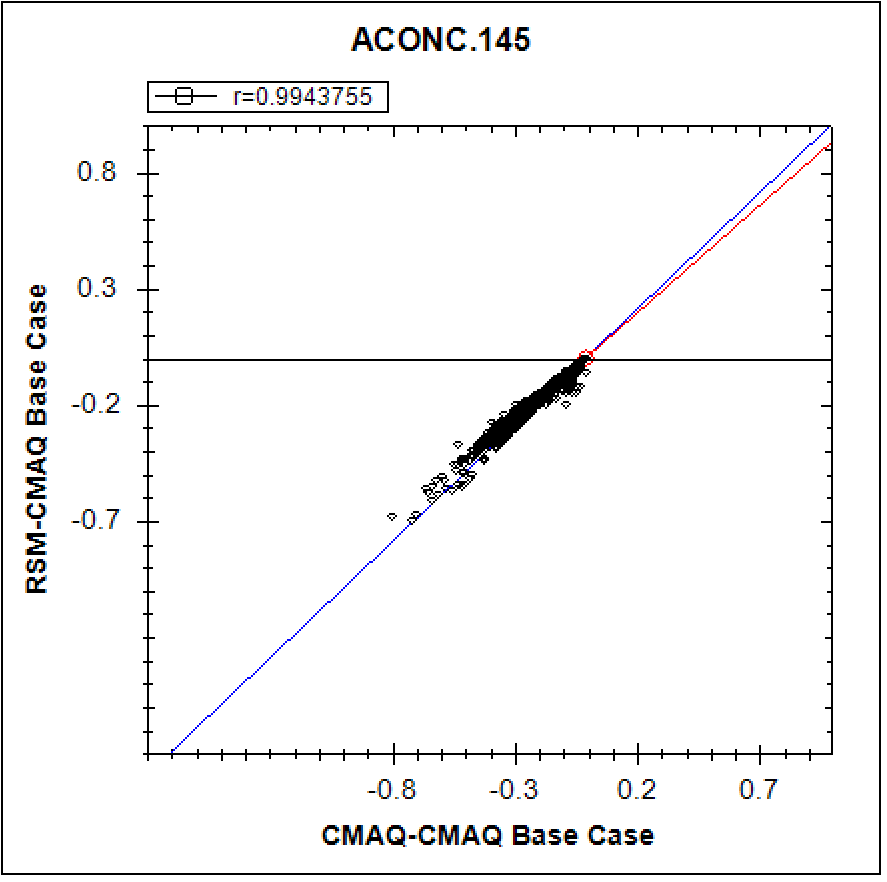 ACONC.145
r=0.9943755
0.8
0.3
-0.2
-0.7
RSM-CMAQ Base Case
-0.8
-0.3
0.2
0.7
CMAQ-CMAQ Base Case